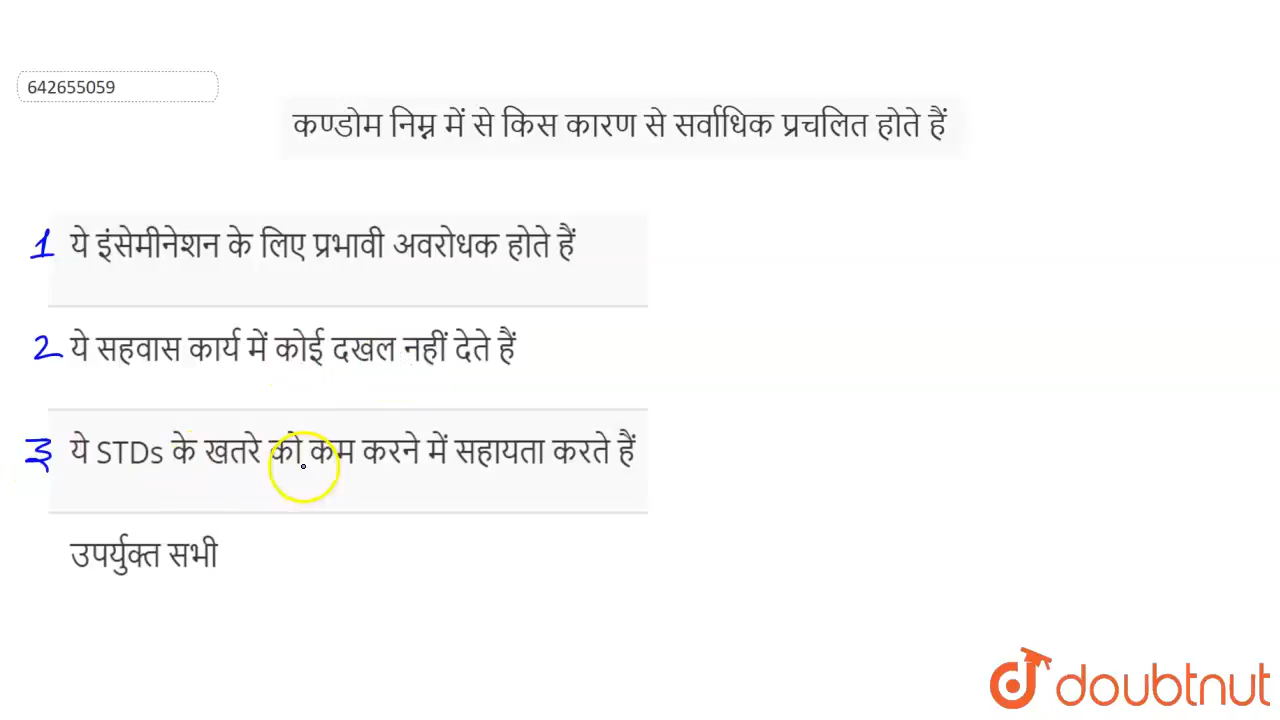 642655059
कण्डोम निम्न में से किस कारण से सर्वाधिक प्रचलित होते हैं
1 ये इंसेमीनेशन के लिए प्रभावी अवरोधक होते हैं
2 ये सहवास कार्य में कोई दखल नहीं देते हैं
3 ये STDs के खतरे को कम करने में सहायता करते हैं
उपर्युक्त सभी
doubtnut